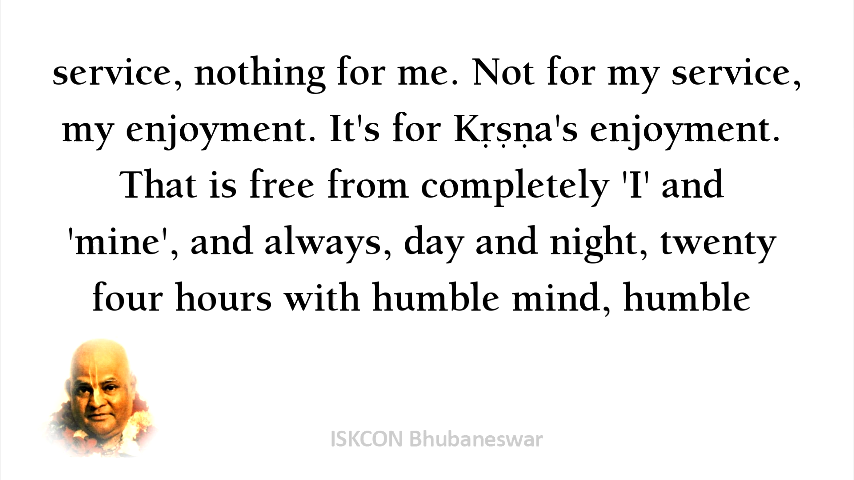 service, nothing for me. Not for my service,
my enjoyment. It's for Kṛṣṇa's enjoyment.
That is free from completely 'I' and
'mine', and always, day and night, twenty
four hours with humble mind, humble
ISKCON Bhubaneswar